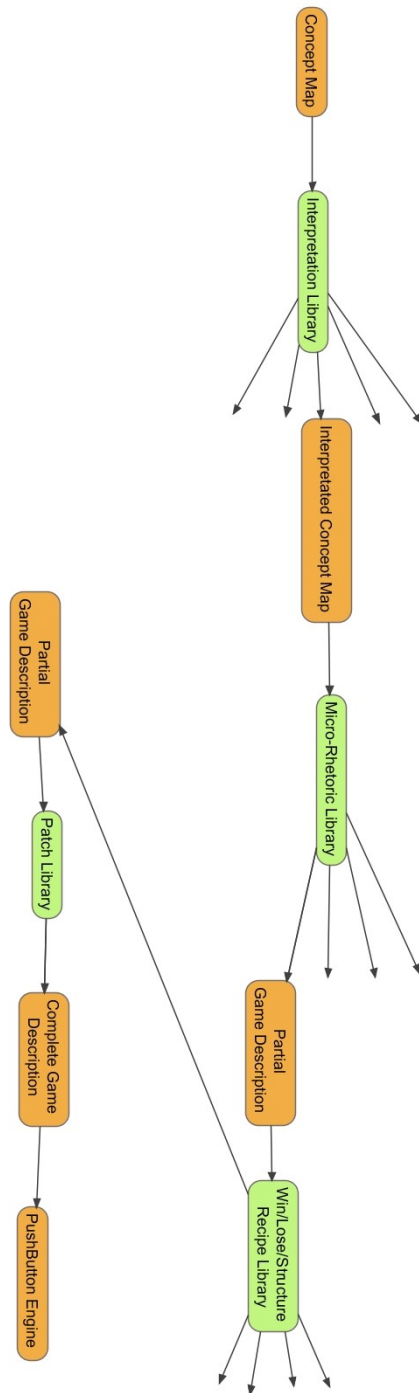 Concept Map
Interpretation Library
Interpretated Concept Map
Micro-Rhetoric Library
Partial
Game Description
Win/Lose/Structure
Recipe Library
Partial
Game Description
Patch Library
Complete Game
Description
PushButton Engine